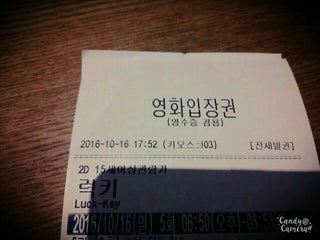 영화입장권
(영수증 겸용)
2016-10-16 17:52 (키오스크03) [전체발권]
2D 15세이상관람가
럭키
Luck-Key
2016/10/16(일) 5회 06:50(오후)
Candy
Camera